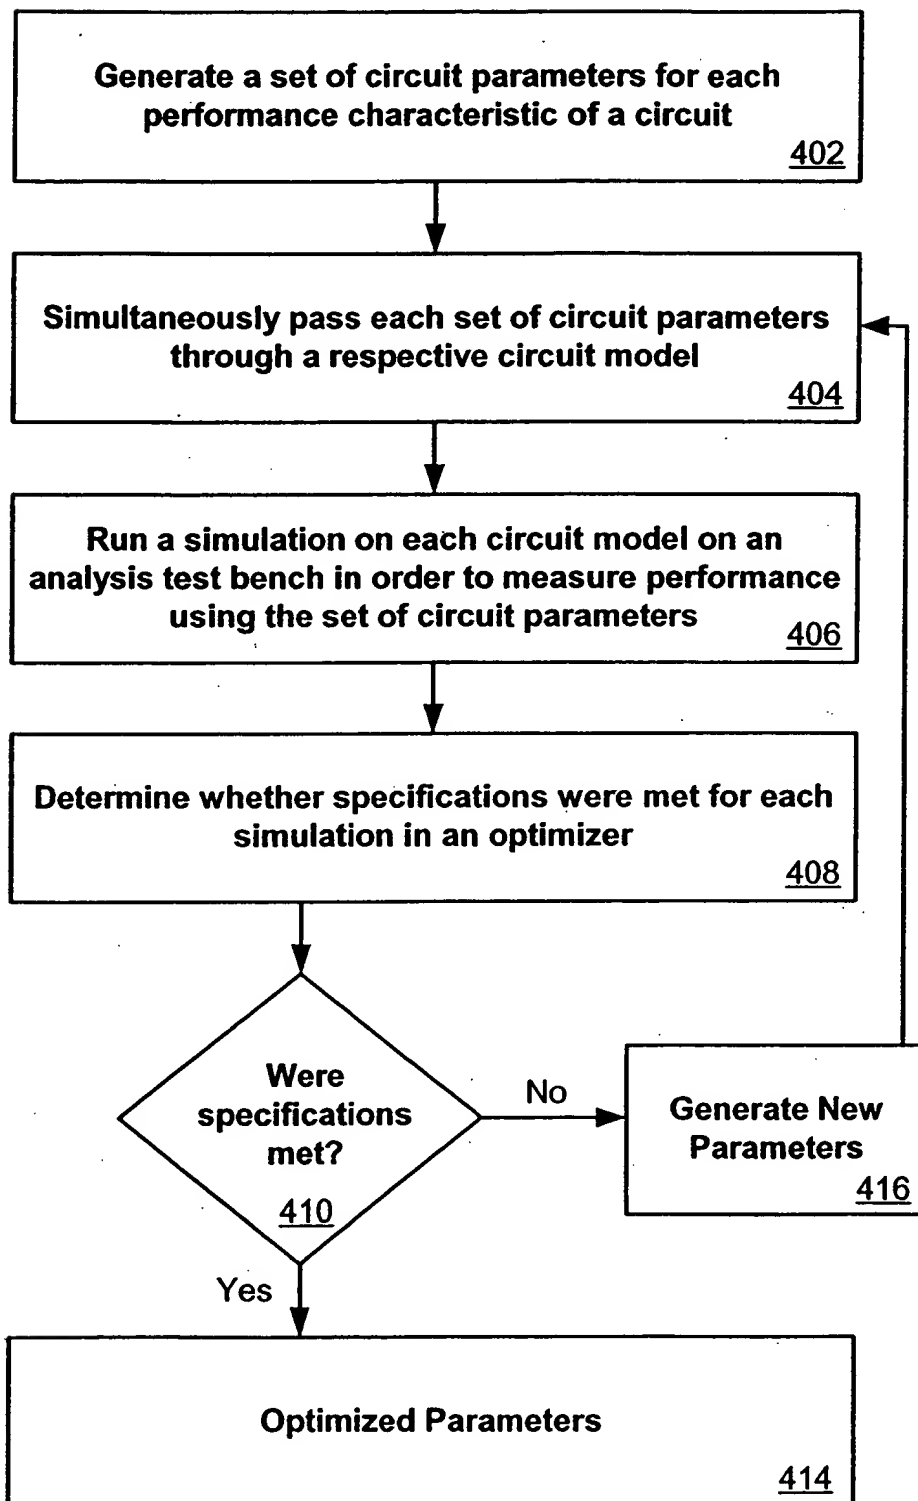 Generate a set of circuit parameters for each
performance characteristic of a circuit
402
Simultaneously pass each set of circuit parameters
through a respective circuit model
404
Run a simulation on each circuit model on an
analysis test bench in order to measure performance
using the set of circuit parameters
406
Determine whether specifications were met for each
simulation in an optimizer
408
Were
specifications
met?
410
No
Generate New
Parameters
416
Yes
Optimized Parameters
414